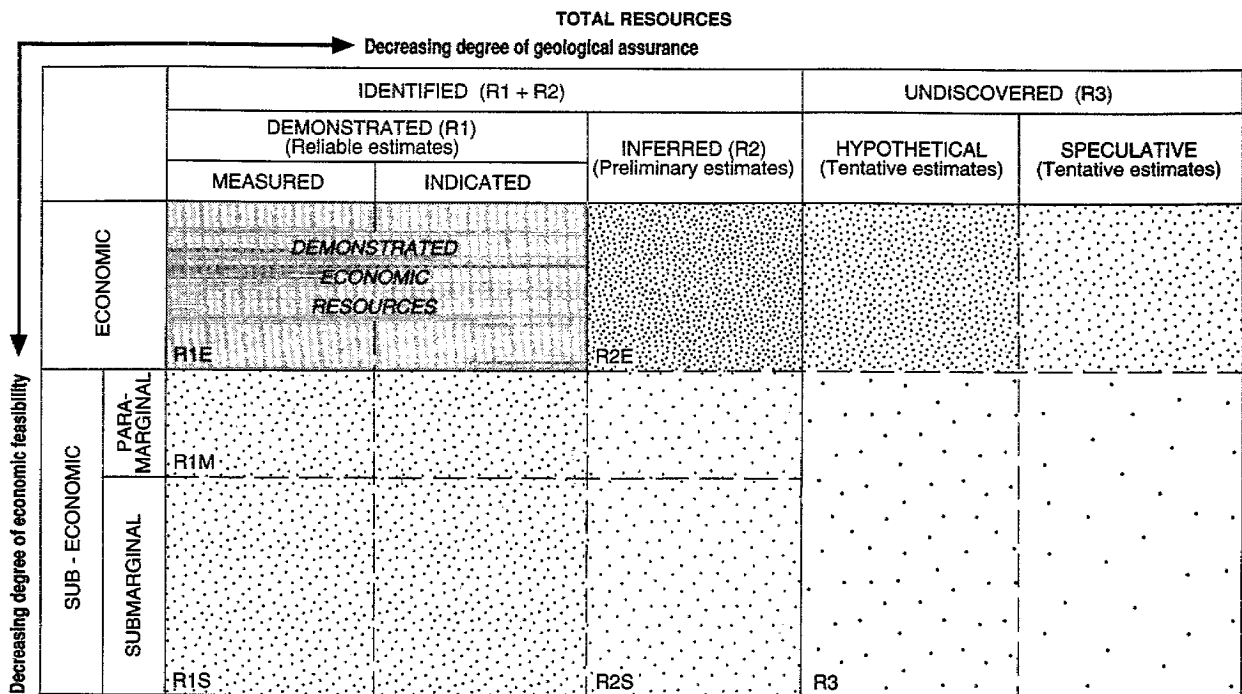 TOTAL RESOURCES
Decreasing degree of geological assurance
IDENTIFIED (R1 + R2)
UNDISCOVERED (R3)
DEMONSTRATED (R1)
(Reliable estimates)
INFERRED (R2)
(Preliminary estimates)
HYPOTHETICAL
(Tentative estimates)
SPECULATIVE
(Tentative estimates)
MEASURED
INDICATED
Decreasing degree of economic feasibility
ECONOMIC
DEMONSTRATED
ECONOMIC
RESOURCES
R1E
R2E
SUB - ECONOMIC
PARA-
MARGINAL
R1M
SUBMARGINAL
R1S
R2S
R3